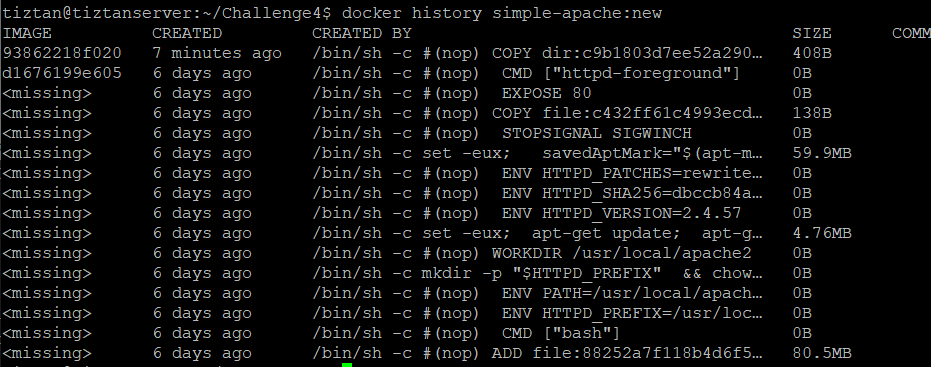 tiztan@tiztanserver:~/Challenge4$ docker history simple-apache:new
IMAGE CREATED CREATED BY SIZE COMM
93862218f020 7 minutes ago /bin/sh -c #(nop) COPY dir:c9b1803d7ee52a290… 408B
d1676199e605 6 days ago /bin/sh -c #(nop) CMD ["httpd-foreground"] 0B
<missing> 6 days ago /bin/sh -c #(nop) EXPOSE 80 0B
<missing> 6 days ago /bin/sh -c #(nop) COPY file:c432ff61c4993ecd… 138B
<missing> 6 days ago /bin/sh -c #(nop) STOPSIGNAL SIGWINCH 0B
<missing> 6 days ago /bin/sh -c set -eux; savedAptMark="$(apt-m… 59.9MB
<missing> 6 days ago /bin/sh -c #(nop) ENV HTTPD_PATCHES=rewrite… 0B
<missing> 6 days ago /bin/sh -c #(nop) ENV HTTPD_SHA256=dbccb84a… 0B
<missing> 6 days ago /bin/sh -c #(nop) ENV HTTPD_VERSION=2.4.57 0B
<missing> 6 days ago /bin/sh -c set -eux; apt-get update; apt-g… 4.76MB
<missing> 6 days ago /bin/sh -c #(nop) WORKDIR /usr/local/apache2 0B
<missing> 6 days ago /bin/sh -c mkdir -p "$HTTPD_PREFIX" && chow… 0B
<missing> 6 days ago /bin/sh -c #(nop) ENV PATH=/usr/local/apach… 0B
<missing> 6 days ago /bin/sh -c #(nop) ENV HTTPD_PREFIX=/usr/loc… 0B
<missing> 6 days ago /bin/sh -c #(nop) CMD ["bash"] 0B
<missing> 6 days ago /bin/sh -c #(nop) ADD file:88252a7f118b4d6f5… 80.5MB